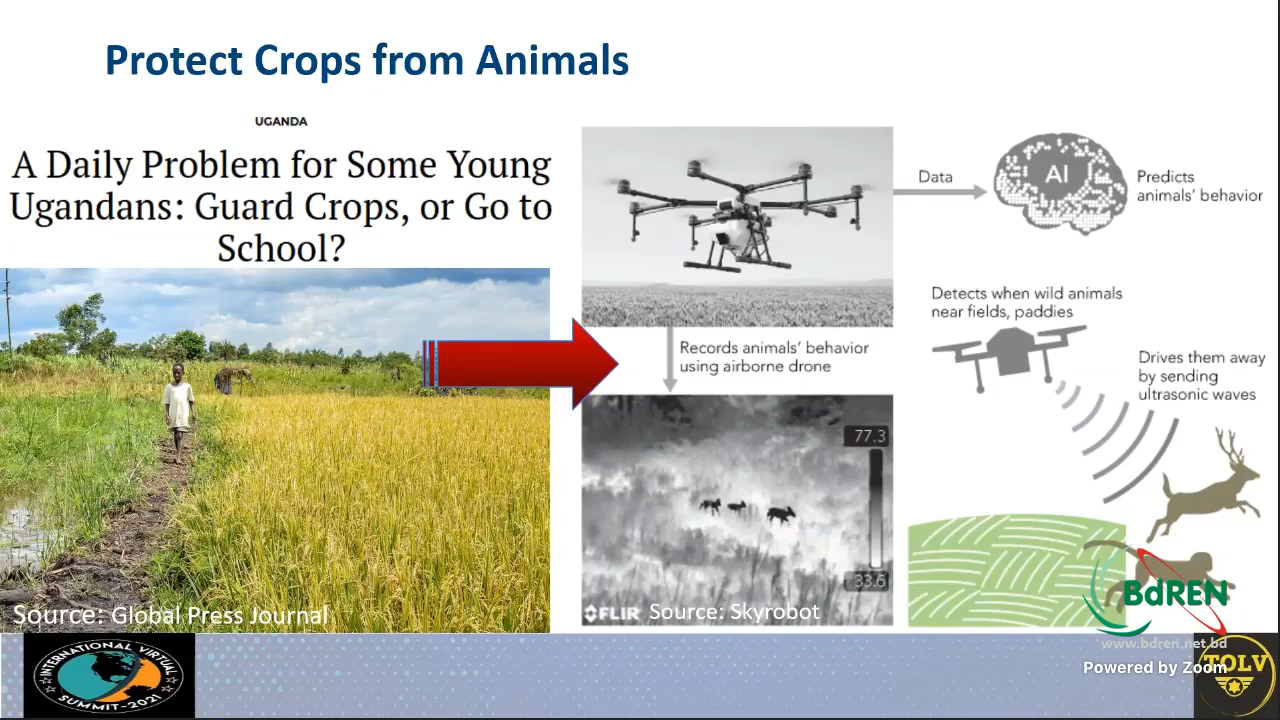 Protect Crops from Animals
UGANDA
A Daily Problem for Some Young
Ugandans: Guard Crops, or Go to
School?
Source: Global Press Journal
Data
AI
Predicts
animals' behavior
Records animals' behavior
using airborne drone
77.3
33.6
FLIR
Source: Skyrobot
Detects when wild animals
near fields, paddies
Drives them away
by sending
ultrasonic waves
BdREN
www.bdren.net.bd
Powered by Zoom
INTERNATIONAL VIRTUAL
SUMMIT-2021
TOLV